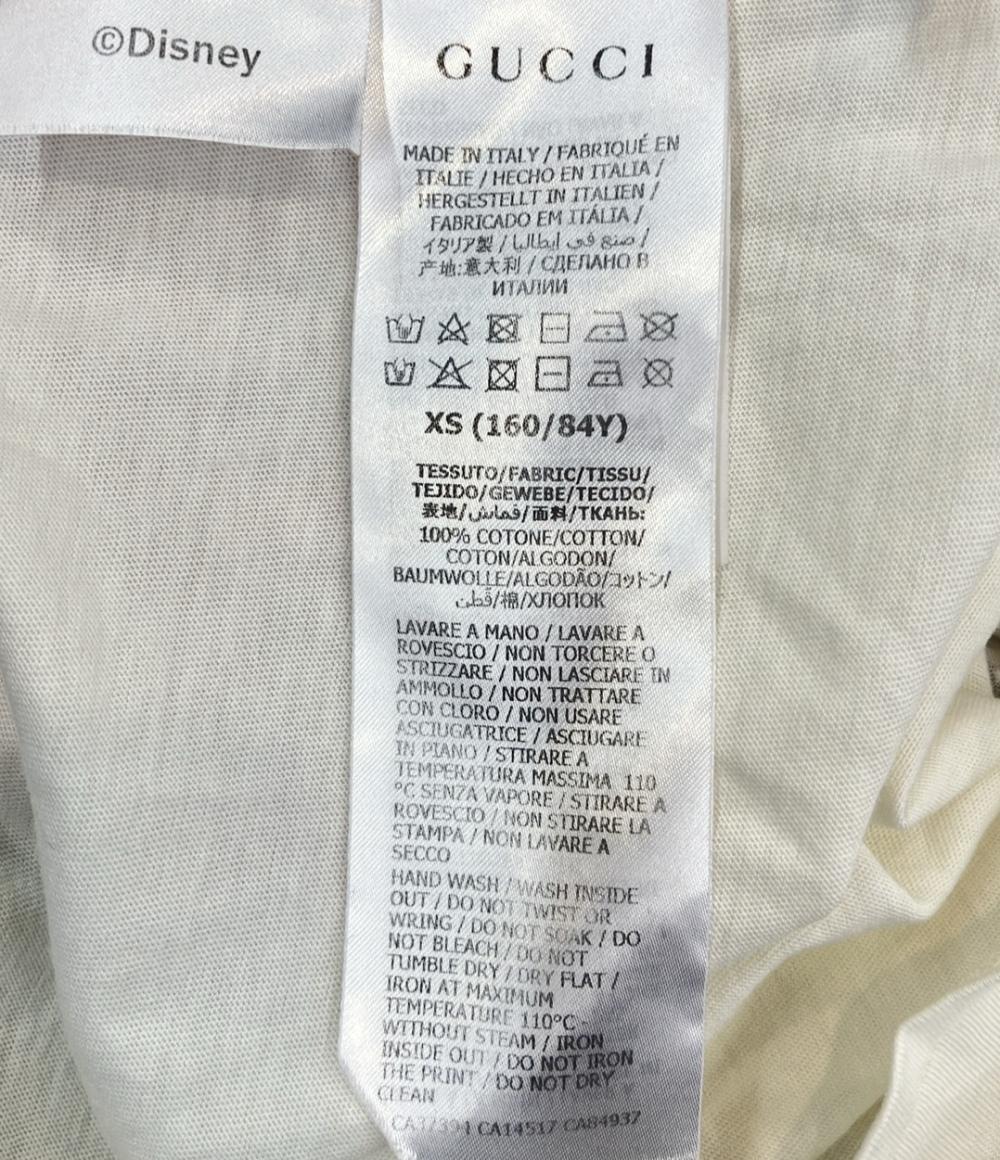 ©Disney
GUCCI
MADE IN ITALY / FABRIQUÉ EN
ITALIE / HECHO EN ITALIA /
HERGESTELLT IN ITALIEN /
FABRICADO EM ITÁLIA /
イタリア製 / صنع في ايطاليا /
产地:意大利 / СДЕЛАНО В
ИТАЛИИ
XS (160/84Y)
TESSUTO/FABRIC/TISSU/
TEJIDO/GEWEBE/TECIDO/
表地/قماش/面料/ТКАНЬ:
100% COTONE/COTTON/
COTON/ALGODON/
BAUMWOLLE/ALGODÃO/コットン/
قطن/棉/ХЛОПОК
LAVARE A MANO / LAVARE A
ROVESCIO / NON TORCERE O
STRIZZARE / NON LASCIARE IN
AMMOLLO / NON TRATTARE
CON CLORO / NON USARE
ASCIUGATRICE / ASCIUGARE
IN PIANO / STIRARE A
TEMPERATURA MASSIMA 110
°C SENZA VAPORE / STIRARE A
ROVESCIO / NON STIRARE LA
STAMPA / NON LAVARE A
SECCO
HAND WASH / WASH INSIDE
OUT / DO NOT TWIST OR
WRING / DO NOT SOAK / DO
NOT BLEACH / DO NOT
TUMBLE DRY / DRY FLAT /
IRON AT MAXIMUM
TEMPERATURE 110°C -
WITHOUT STEAM / IRON
INSIDE OUT / DO NOT IRON
THE PRINT / DO NOT DRY
CLEAN
CA37394 CA14517 CA84937